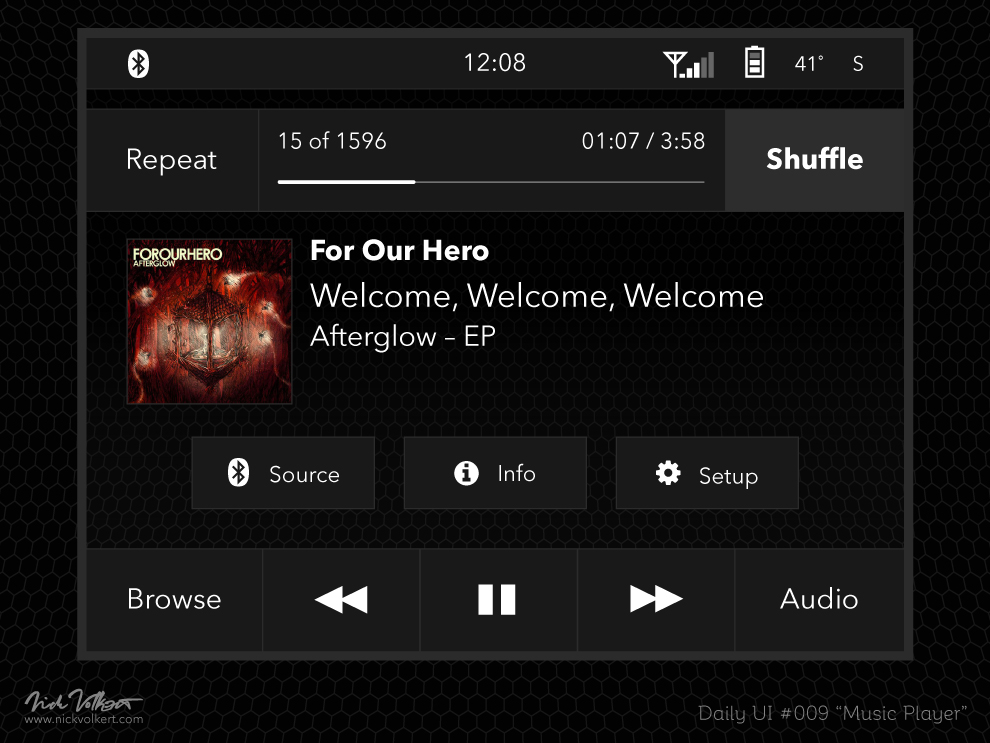 12:08
41° S
Repeat
15 of 1596
01:07 / 3:58
Shuffle
FOROURHERO
AFTERGLOW
For Our Hero
Welcome, Welcome, Welcome
Afterglow – EP
Source
Info
Setup
Browse
Audio
Nick Volkert
www.nickvolkert.com
Daily UI #009 “Music Player”